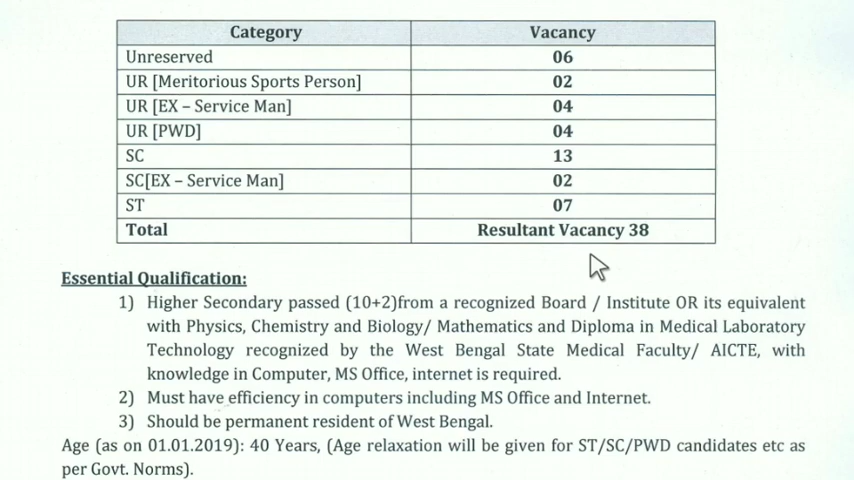 Category Vacancy
Unreserved 06
UR [Meritorious Sports Person] 02
UR [EX – Service Man] 04
UR [PWD] 04
SC 13
SC[EX – Service Man] 02
ST 07
Total Resultant Vacancy 38
Essential Qualification:
1) Higher Secondary passed (10+2)from a recognized Board / Institute OR its equivalent
with Physics, Chemistry and Biology/ Mathematics and Diploma in Medical Laboratory
Technology recognized by the West Bengal State Medical Faculty/ AICTE, with
knowledge in Computer, MS Office, internet is required.
2) Must have efficiency in computers including MS Office and Internet.
3) Should be permanent resident of West Bengal.
Age (as on 01.01.2019): 40 Years, (Age relaxation will be given for ST/SC/PWD candidates etc as
per Govt. Norms).